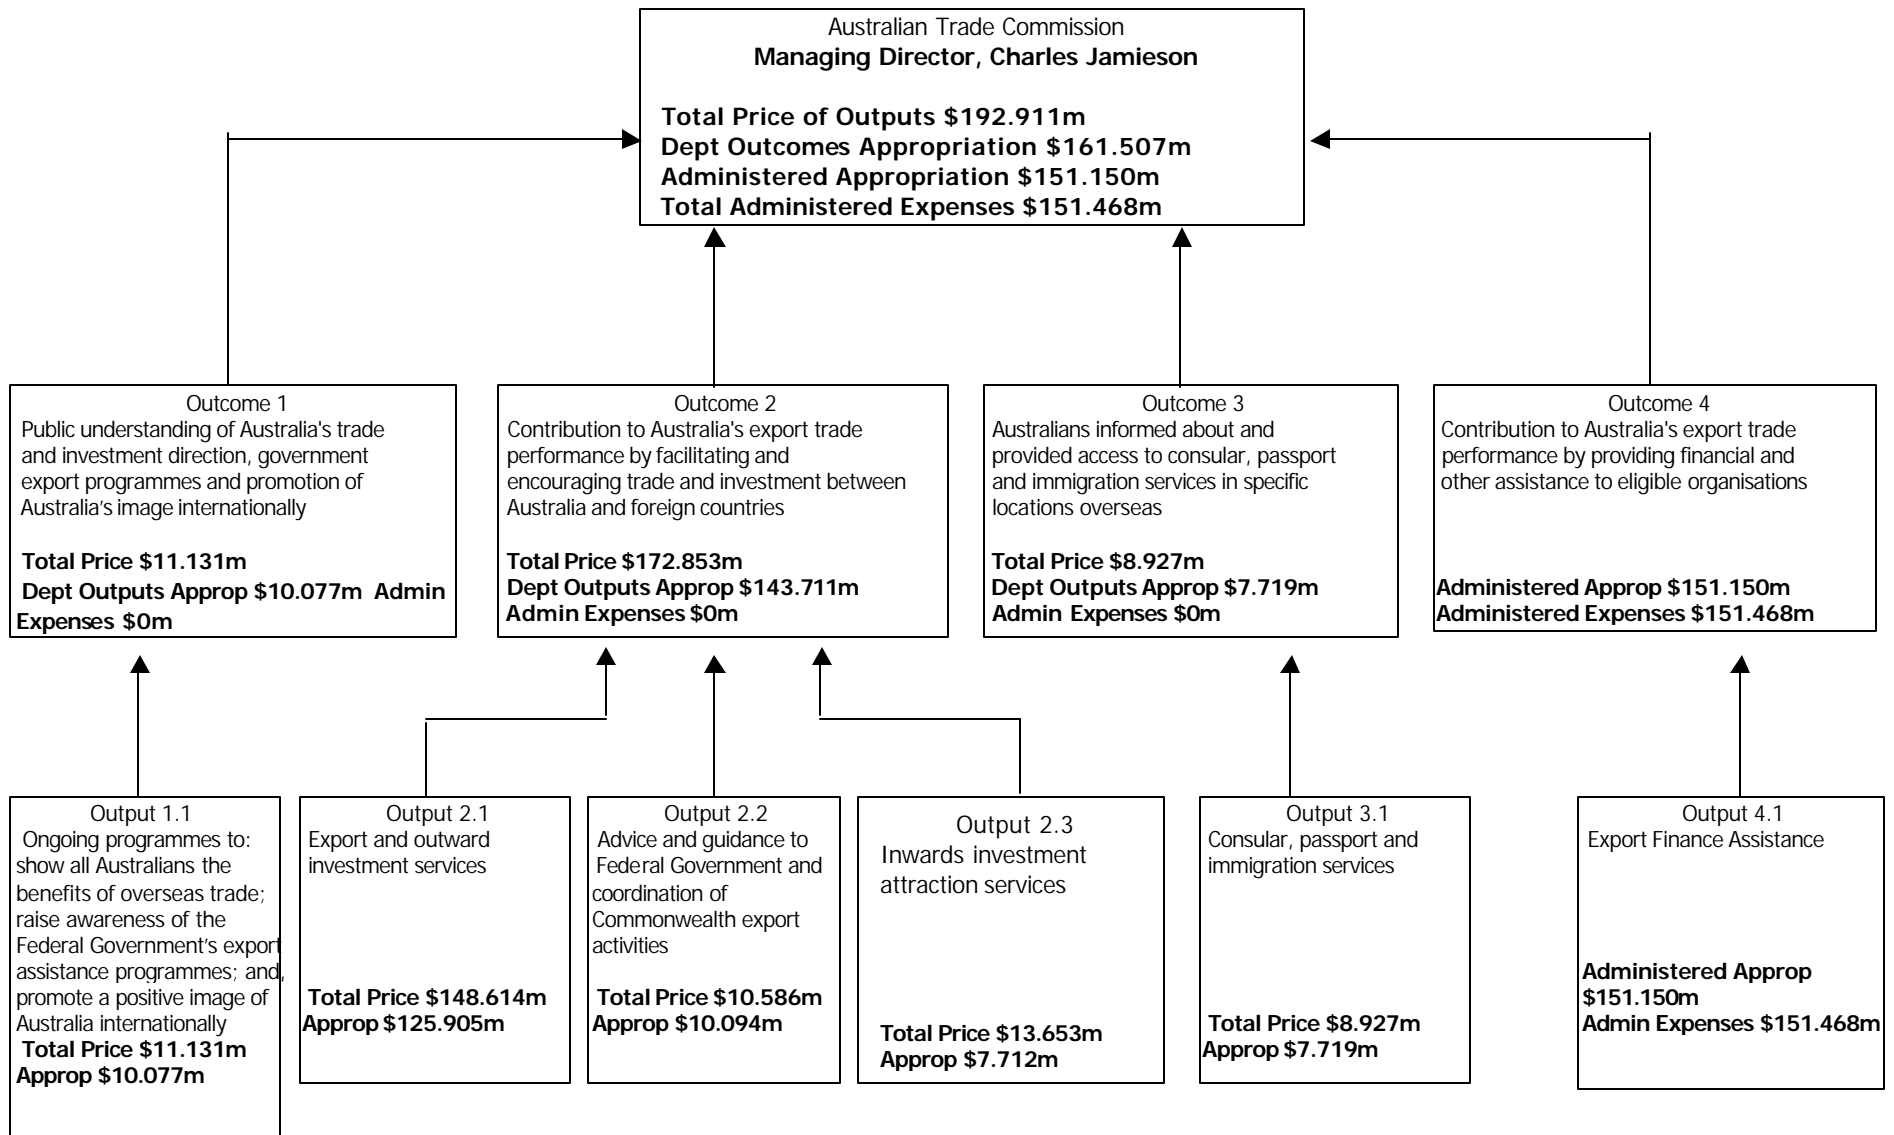 Australian Trade Commission
Managing Director, Charles Jamieson
Total Price of Outputs $192.911m
Dept Outcomes Appropriation $161.507m
Administered Appropriation $151.150m
Total Administered Expenses $151.468m
Outcome 1
Public understanding of Australia's trade
and investment direction, government
export programmes and promotion of
Australia's image internationally
Total Price $11.131m
Dept Outputs Approp $10.077m Admin
Expenses $0m
Outcome 2
Contribution to Australia's export trade
performance by facilitating and
encouraging trade and investment between
Australia and foreign countries
Total Price $172.853m
Dept Outputs Approp $143.711m
Admin Expenses $0m
Outcome 3
Australians informed about and
provided access to consular, passport
and immigration services in specific
locations overseas
Total Price $8.927m
Dept Outputs Approp $7.719m
Admin Expenses $0m
Outcome 4
Contribution to Australia's export trade
performance by providing financial and
other assistance to eligible organisations
Administered Approp $151.150m
Administered Expenses $151.468m
Output 1.1
Ongoing programmes to:
show all Australians the
benefits of overseas trade;
raise awareness of the
Federal Government's export
assistance programmes; and,
promote a positive image of
Australia internationally
Total Price $11.131m
Approp $10.077m
Output 2.1
Export and outward
investment services
Total Price $148.614m
Approp $125.905m
Output 2.2
Advice and guidance to
Federal Government and
coordination of
Commonwealth export
activities
Total Price $10.586m
Approp $10.094m
Output 2.3
Inwards investment
attraction services
Total Price $13.653m
Approp $7.712m
Output 3.1
Consular, passport and
immigration services
Total Price $8.927m
Approp $7.719m
Output 4.1
Export Finance Assistance
Administered Approp
$151.150m
Admin Expenses $151.468m